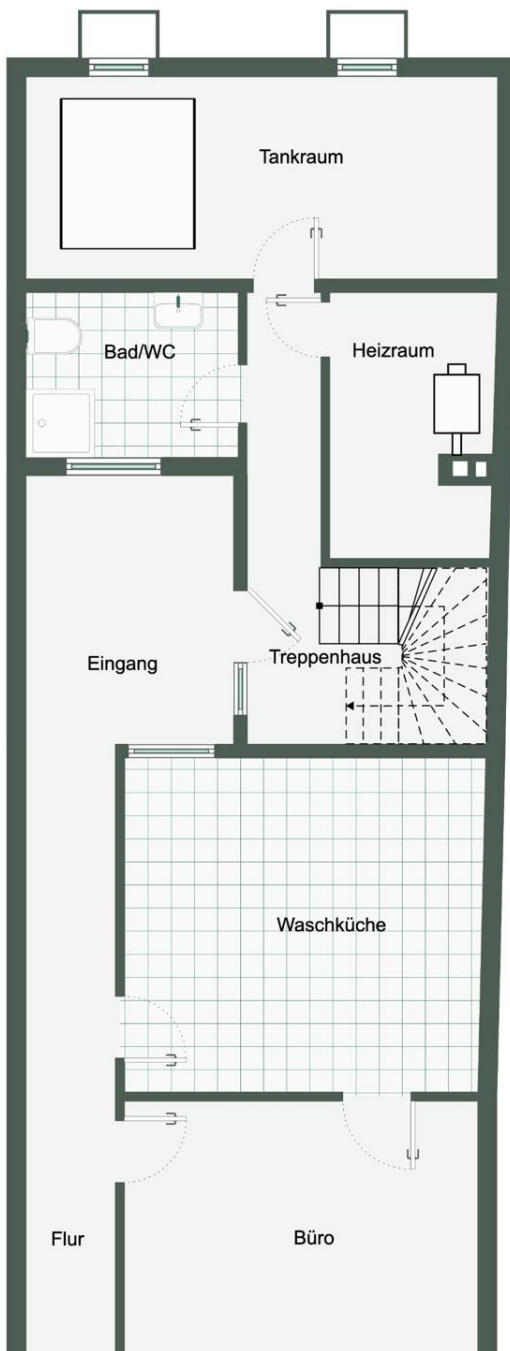 Tankraum
Bad/WC
Heizraum
Eingang
Treppenhaus
Waschküche
Flur
Büro